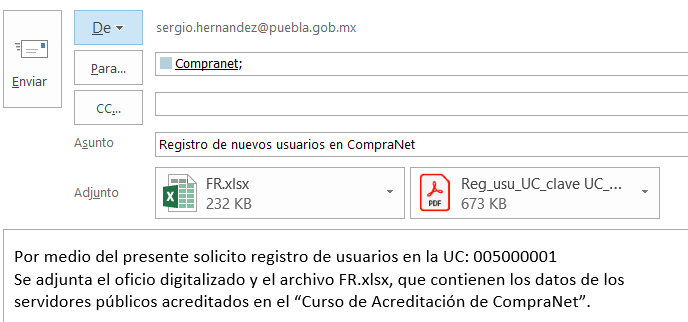 De
sergio.hernandez@puebla.gob.mx
Enviar
Para...
Compranet;
CC...
Asunto
Registro de nuevos usuarios en CompraNet
Adjunto
FR.xlsx
232 KB
Reg_usu_UC_clave UC_...
673 KB
PDF
Por medio del presente solicito registro de usuarios en la UC: 005000001
Se adjunta el oficio digitalizado y el archivo FR.xlsx, que contienen los datos de los
servidores públicos acreditados en el “Curso de Acreditación de CompraNet”.